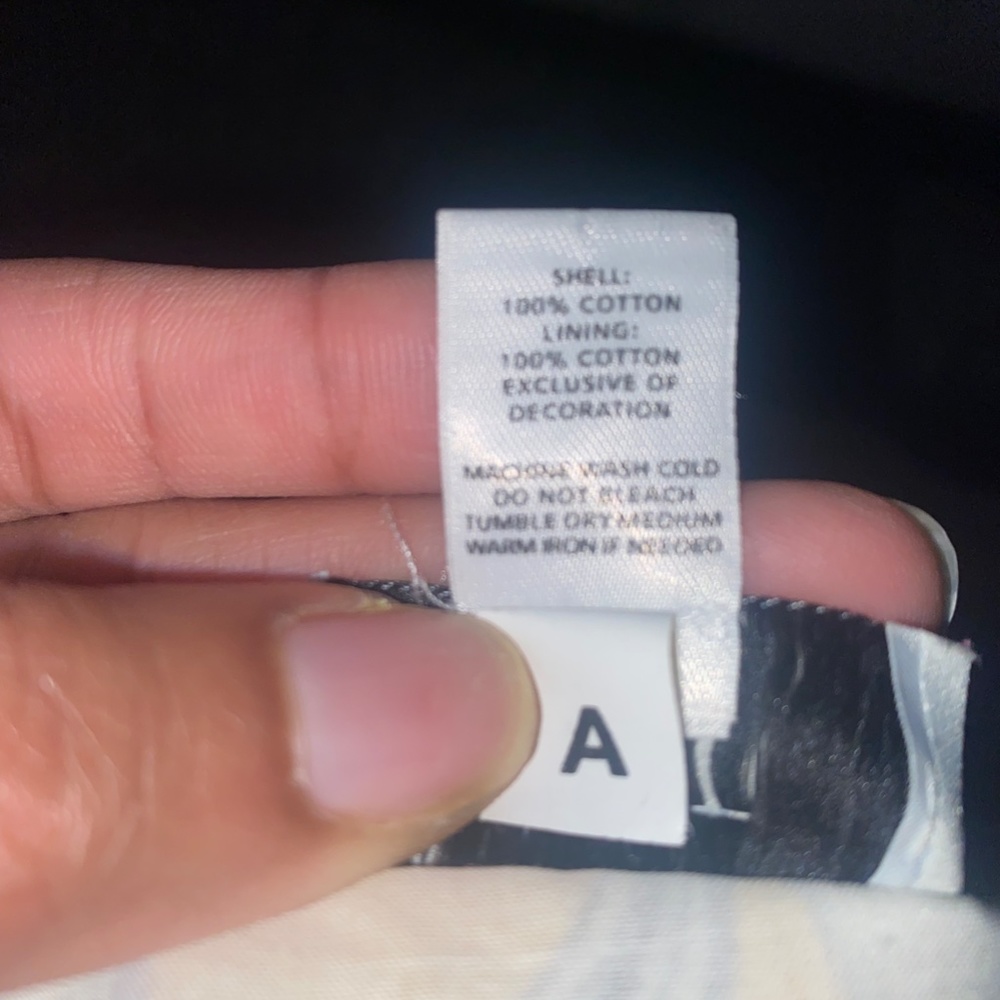 SHELL:
100% COTTON
LINING:
100% COTTON
EXCLUSIVE OF
DECORATION
MACHINE WASH COLD
DO NOT BLEACH
TUMBLE DRY MEDIUM
WARM IRON IF NEEDED
A